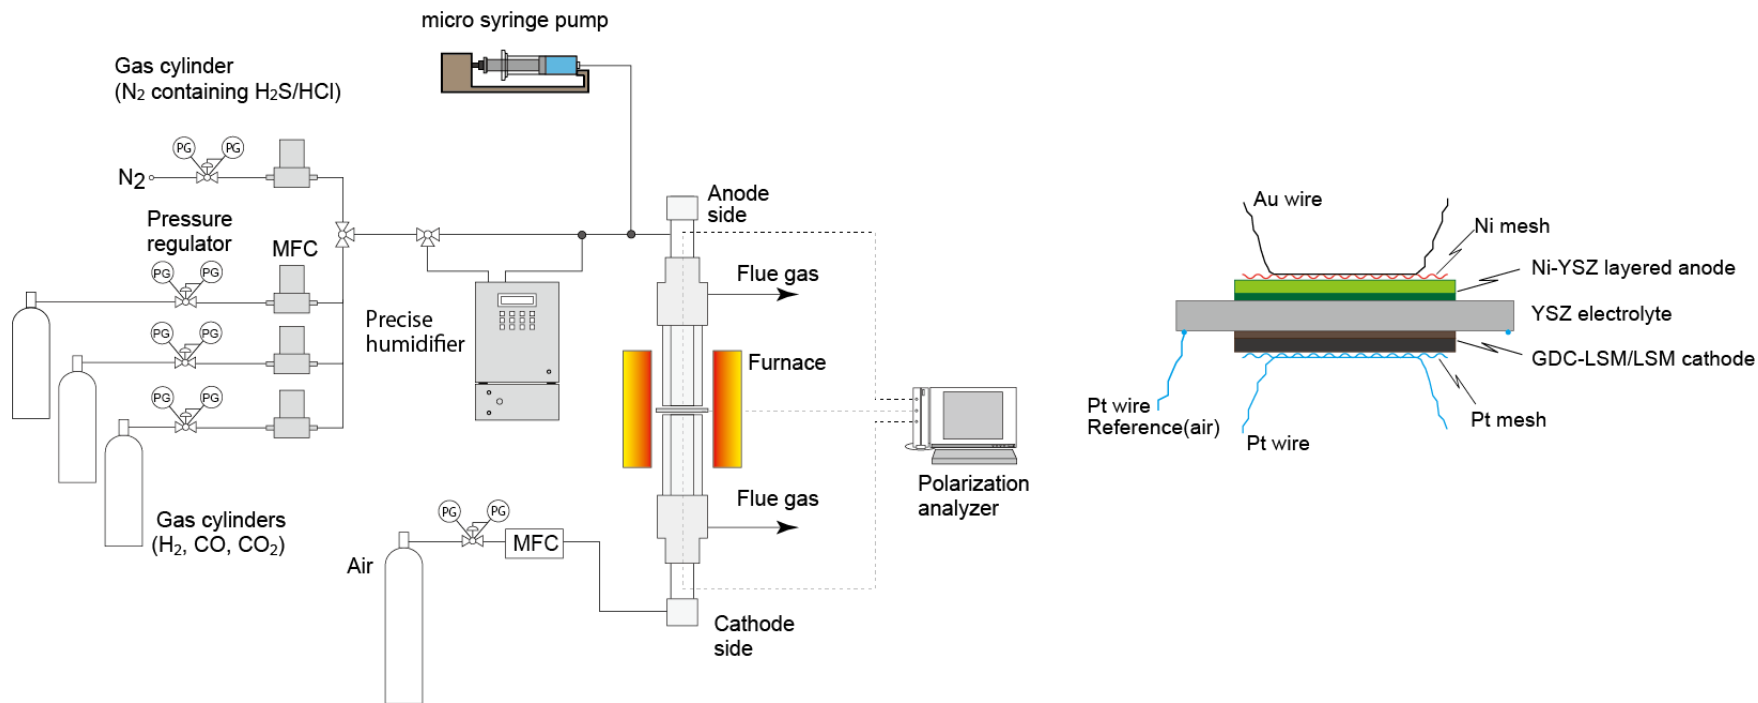 micro syringe pump
Gas cylinder
(N2 containing H2S/HCl)
PG
PG
N2
Pressure
regulator
MFC
PG
PG
PG
PG
PG
PG
Gas cylinders
(H2, CO, CO2)
Precise
humidifier
Anode
side
Flue gas
Furnace
Flue gas
Cathode
side
PG
PG
MFC
Air
Polarization
analyzer
Au wire
Ni mesh
Ni-YSZ layered anode
YSZ electrolyte
GDC-LSM/LSM cathode
Pt wire
Reference(air)
Pt wire
Pt mesh